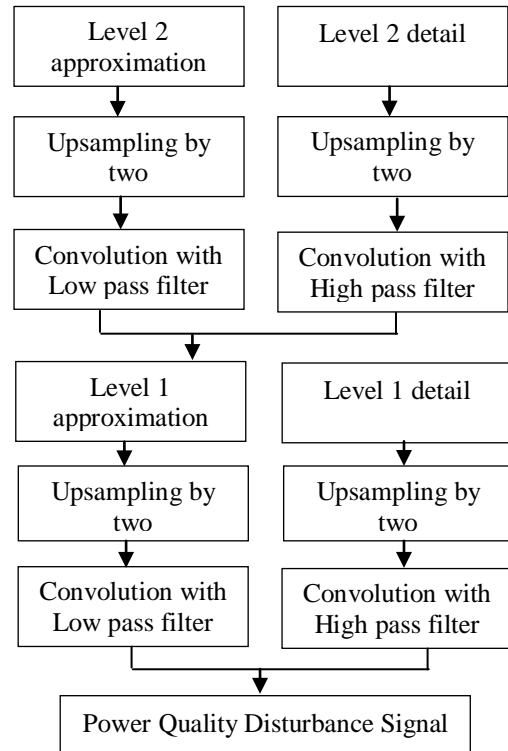 Level 2
approximation
Level 2 detail
Upsampling by
two
Upsampling by
two
Convolution with
Low pass filter
Convolution with
High pass filter
Level 1
approximation
Level 1 detail
Upsampling by
two
Upsampling by
two
Convolution with
Low pass filter
Convolution with
High pass filter
Power Quality Disturbance Signal